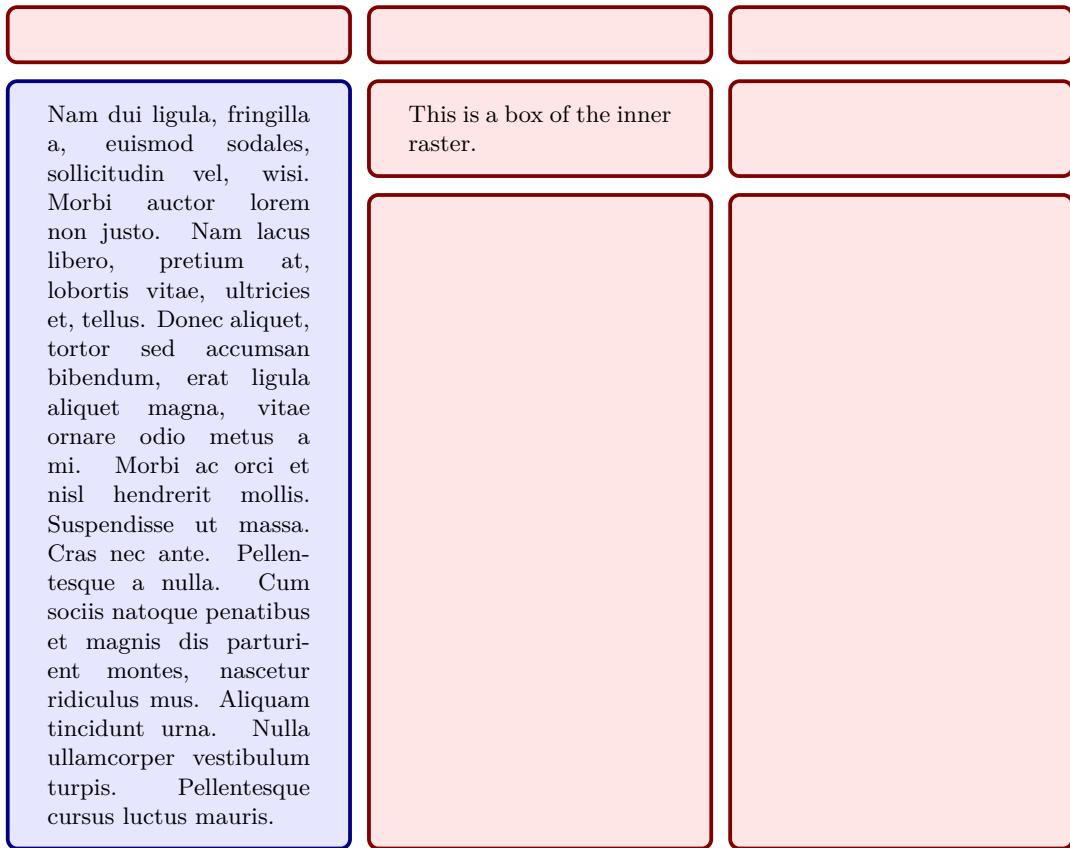 Nam dui ligula, fringilla
a, euismod sodales,
sollicitudin vel, wisi.
Morbi auctor lorem
non justo. Nam lacus
libero, pretium at,
lobortis vitae, ultricies
et, tellus. Donec aliquet,
tortor sed accumsan
bibendum, erat ligula
aliquet magna, vitae
ornare odio metus a
mi. Morbi ac orci et
nisl hendrerit mollis.
Suspendisse ut massa.
Cras nec ante. Pellen-
tesque a nulla. Cum
sociis natoque penatibus
et magnis dis parturi-
ent montes, nascetur
ridiculus mus. Aliquam
tincidunt urna. Nulla
ullamcorper vestibulum
turpis. Pellentesque
cursus luctus mauris.
This is a box of the inner
raster.